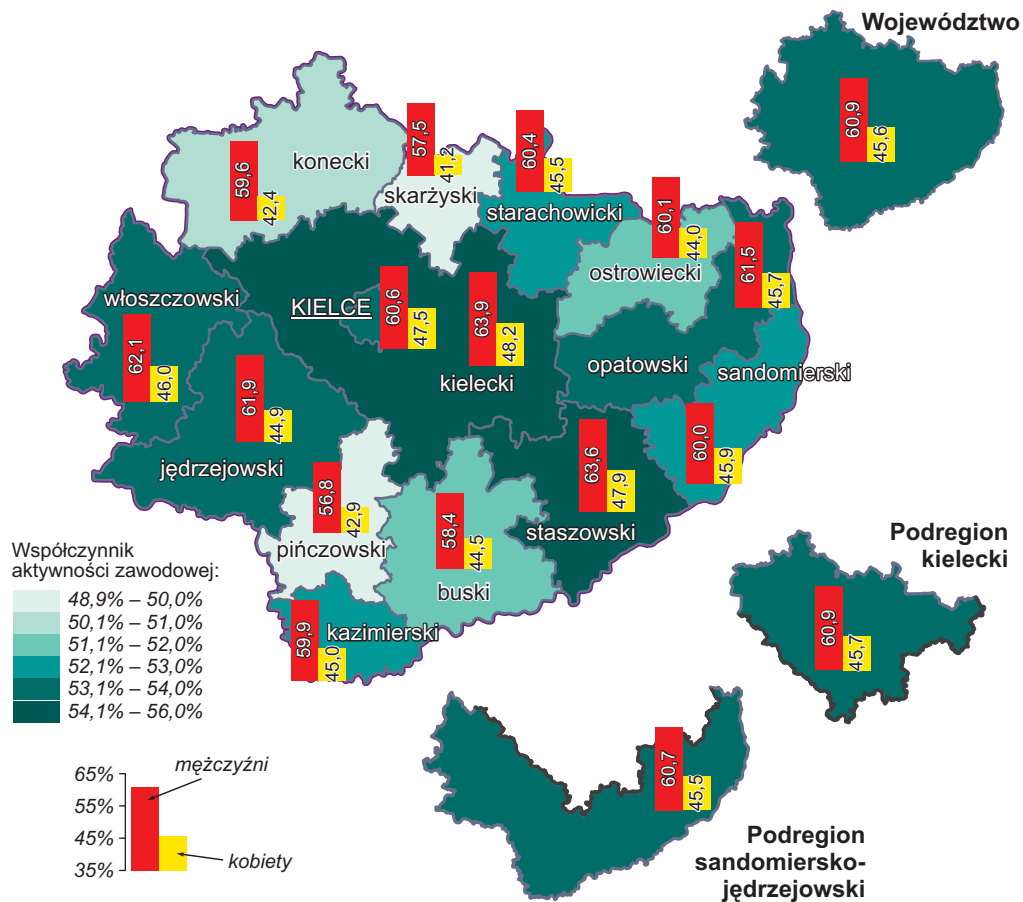 Województwo
60,9
45,6
konecki
59,6
42,4
57,5
41,2
skarżyski
60,4
45,5
starachowicki
60,1
44,0
ostrowiecki
61,5
45,7
włoszczowski
62,1
46,0
KIELCE
60,6
47,5
63,9
48,2
kielecki
opatowski
sandomierski
60,0
45,9
61,9
44,9
jędrzejowski
56,8
42,9
pińczowski
58,4
44,5
buski
63,6
47,9
staszowski
59,9
45,0
kazimierski
Podregion
kielecki
60,9
45,7
60,7
45,5
Podregion
sandomiersko-
jędrzejowski
Współczynnik
aktywności zawodowej:
48,9% – 50,0%
50,1% – 51,0%
51,1% – 52,0%
52,1% – 53,0%
53,1% – 54,0%
54,1% – 56,0%
65%
55%
45%
35%
mężczyźni
kobiety